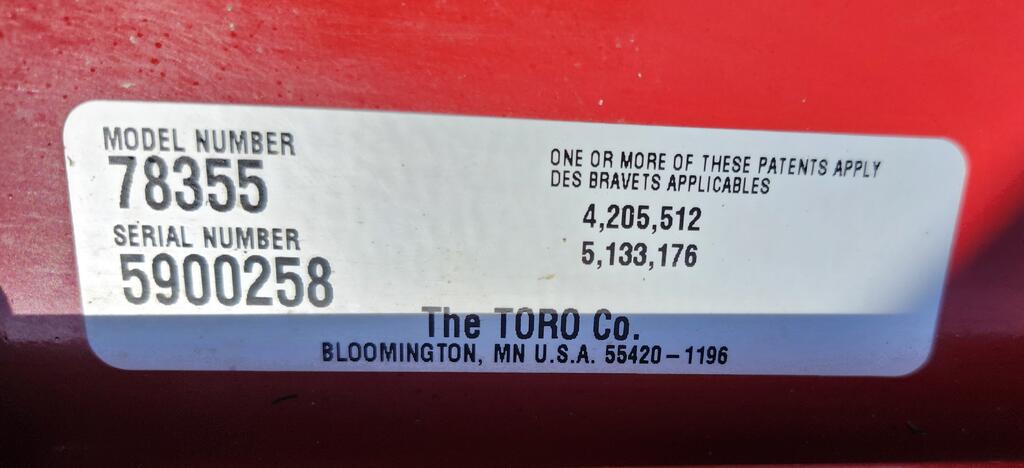 MODEL NUMBER
78355
SERIAL NUMBER
5900258
ONE OR MORE OF THESE PATENTS APPLY
DES BRAVETS APPLICABLES
4,205,512
5,133,176
The TORO Co.
BLOOMINGTON, MN U.S.A. 55420-1196